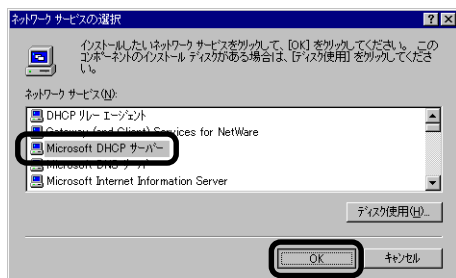 ネットワーク サービスの選択
インストールしたいネットワーク サービスをクリックして、[OK] をクリックしてください。 この
コンポーネントのインストール ディスクがある場合は、[ディスク使用] をクリックしてくださ
い。
ネットワーク サービス(N):
DHCP リレー エージェント
Gateway (and Client) Services for NetWare
Microsoft DHCP サーバー
Microsoft DNS サーバー
Microsoft Internet Information Server
ディスク使用(H)...
OK
キャンセル